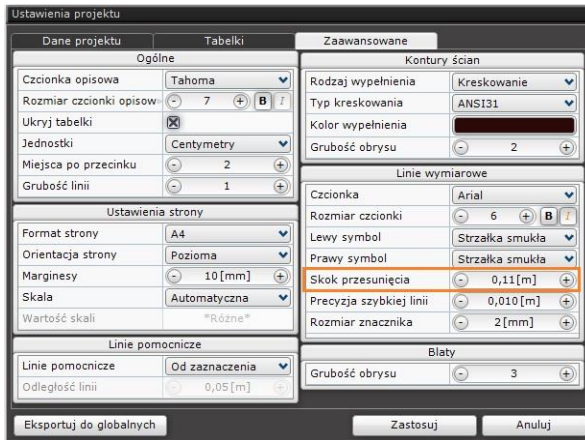 Ustawienia projektu
Dane projektu
Tabelki
Zaawansowane
Ogólne
Czcionka opisowa Tahoma
Rozmiar czcionki opisow 7 B I
Ukryj tabelki
Jednostki Centymetry
Miejsca po przecinku 2
Grubość linii 1
Ustawienia strony
Format strony A4
Orientacja strony Pozioma
Marginesy 10[mm]
Skala Automatyczna
Wartość skali *Różne*
Linie pomocnicze
Linie pomocnicze Od zaznaczenia
Odległość linii 0,05[m]
Kontury ścian
Rodzaj wypełnienia Kreskowanie
Typ kreskowania ANSI31
Kolor wypełnienia
Grubość obrysu 2
Linie wymiarowe
Czcionka Arial
Rozmiar czcionki 6 B I
Lewy symbol Strzałka smukła
Prawy symbol Strzałka smukła
Skok przesunięcia 0,11[m]
Precyzja szybkiej linii 0,010[m]
Rozmiar znacznika 2[mm]
Blaty
Grubość obrysu 3
Eksportuj do globalnych
Zastosuj
Anuluj